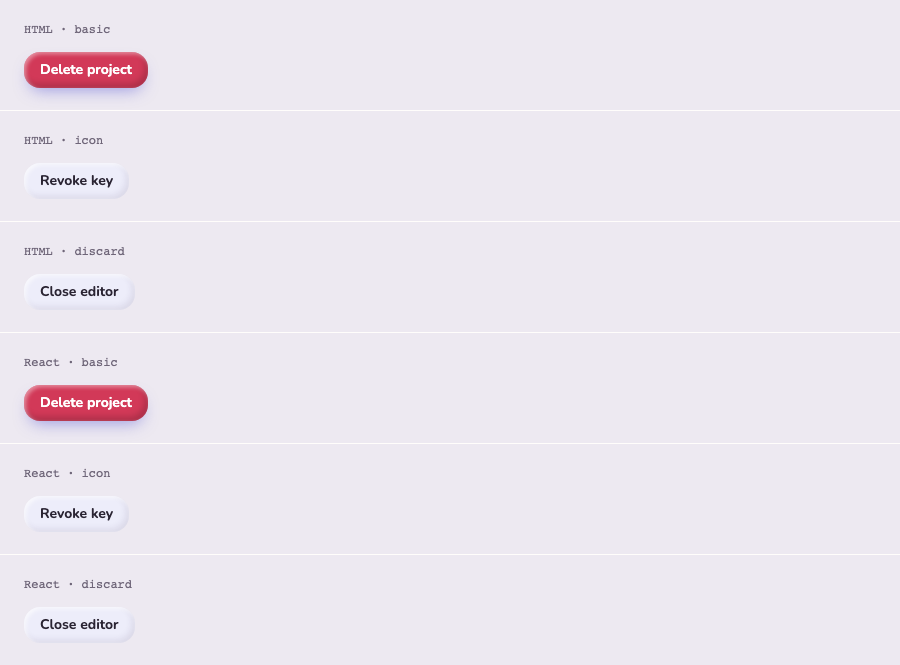 HTML · basic
Delete project
HTML · icon
Revoke key
HTML · discard
Close editor
React · basic
Delete project
React · icon
Revoke key
React · discard
Close editor